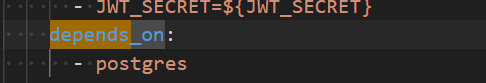 - JWT_SECRET=${JWT_SECRET}
depends_on:
- postgres